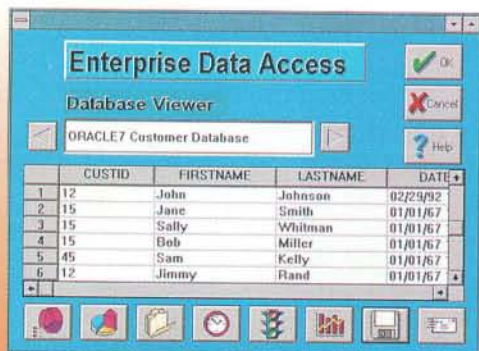 Enterprise Data Access
OK
Database Viewer
Cancel
ORACLE7 Customer Database
Help
CUSTID FIRSTNAME LASTNAME DATE
1 12 John Johnson 02/29/92
2 15 Jane Smith 01/01/67
3 15 Sally Whitman 01/01/67
4 15 Bob Miller 01/01/67
5 45 Sam Kelly 01/01/67
6 12 Jimmy Rand 01/01/67